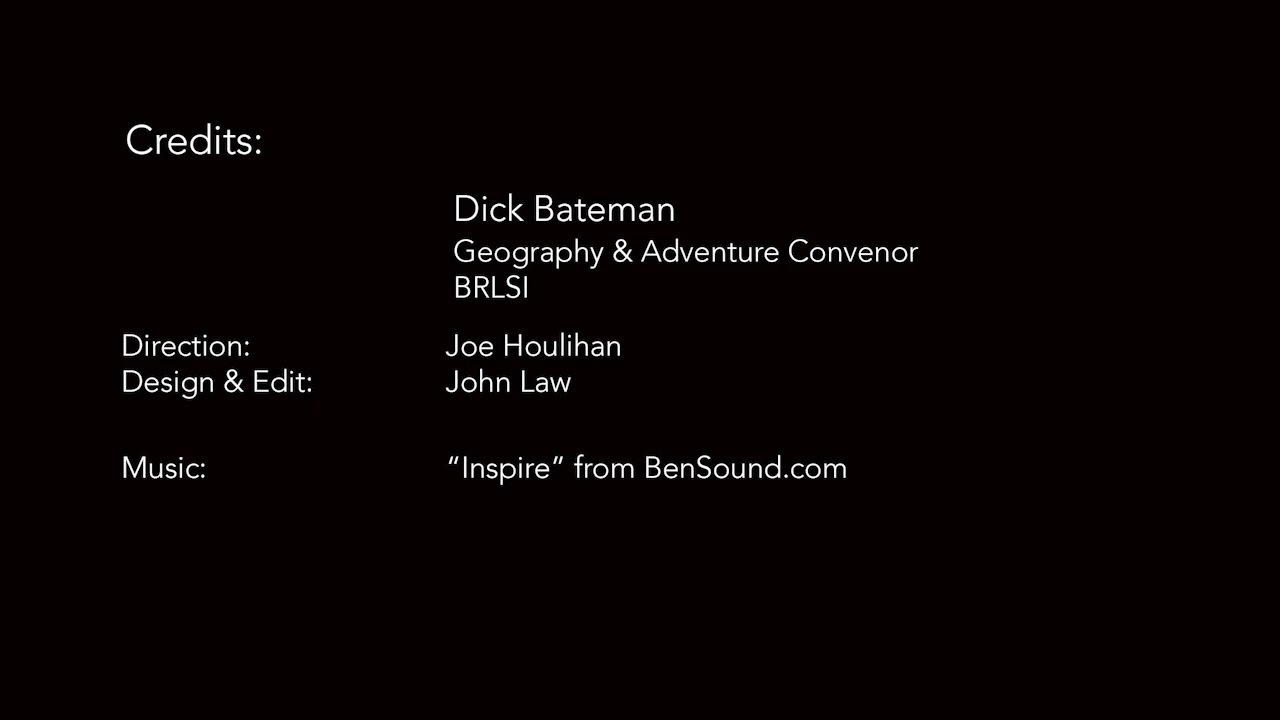 Credits:
Dick Bateman
Geography & Adventure Convenor
BRLSI
Direction: Joe Houlihan
Design & Edit: John Law
Music: “Inspire” from BenSound.com